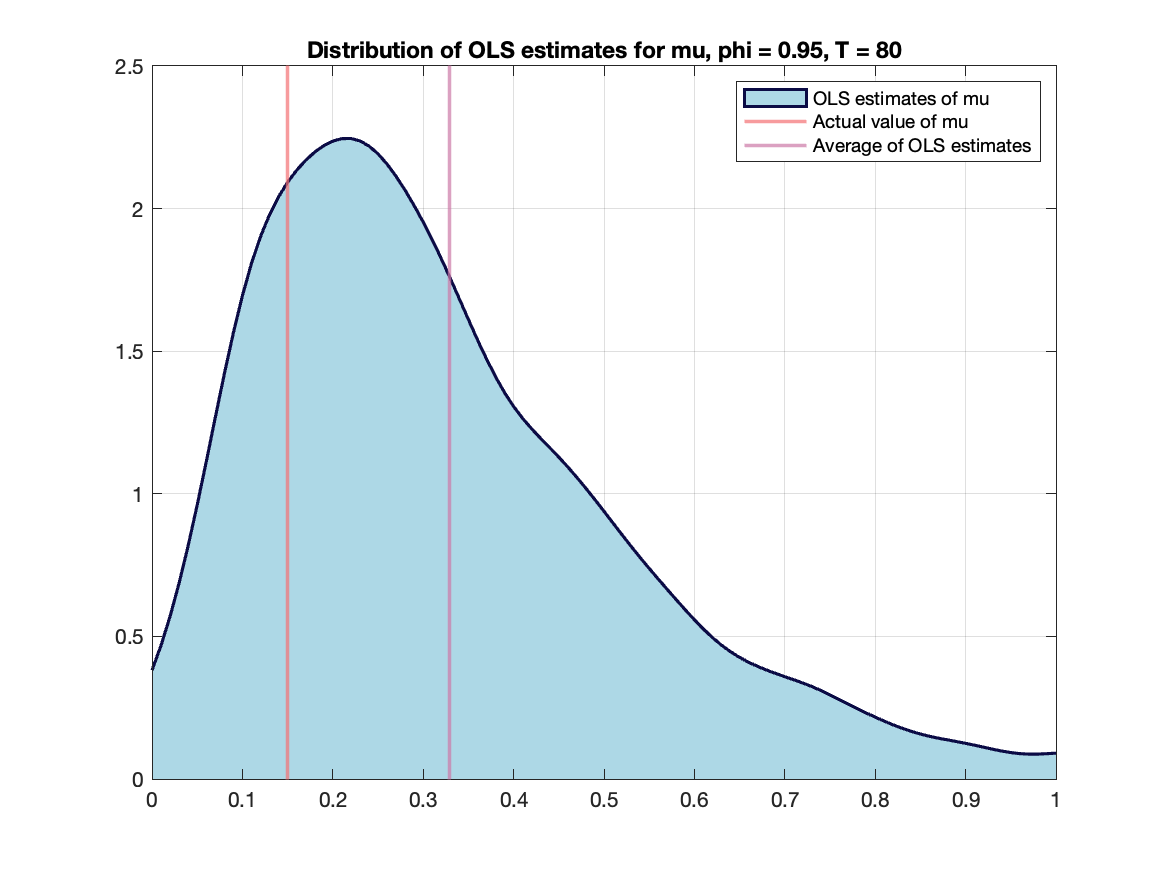 Distribution of OLS estimates for mu, phi = 0.95, T = 80
OLS estimates of mu
Actual value of mu
Average of OLS estimates
2.5
2
1.5
1
0.5
0
0 0.1 0.2 0.3 0.4 0.5 0.6 0.7 0.8 0.9 1